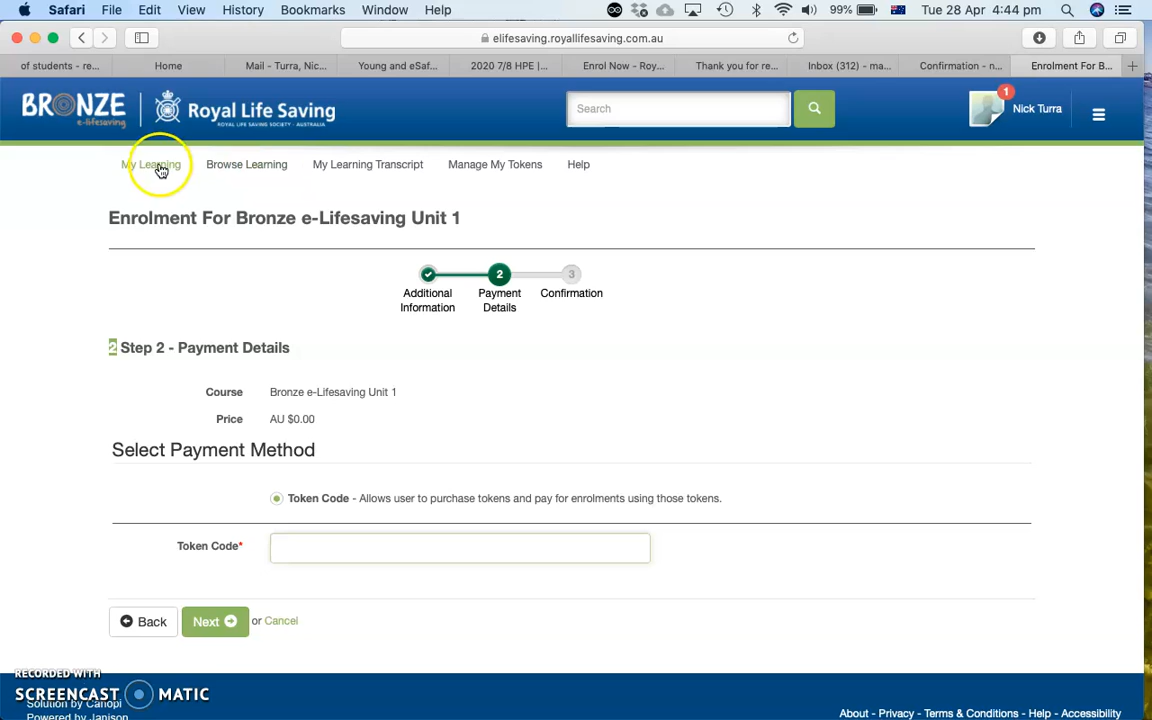 Safari File Edit View History Bookmarks Window Help 99% Tue 28 Apr 4:44 pm
elifesaving.royallifesaving.com.au
of students - re... Home Mail - Turra, Nic... Young and eSaf... 2020 7/8 HPE |... Enrol Now - Roy... Thank you for re... Inbox (312) - ma... Confirmation - n... Enrolment For B...
BRONZE e-lifesaving Royal Life Saving Search 1 Nick Turra
ROYAL LIFE SAVING SOCIETY - AUSTRALIA
My Learning Browse Learning My Learning Transcript Manage My Tokens Help
Enrolment For Bronze e-Lifesaving Unit 1
2 3
Additional Information Payment Details Confirmation
2 Step 2 - Payment Details
Course Bronze e-Lifesaving Unit 1
Price AU $0.00
Select Payment Method
Token Code - Allows user to purchase tokens and pay for enrolments using those tokens.
Token Code*
Back Next or Cancel
RECORDED WITH
SCREENCAST MATIC
Solution by Canopi
Powered by Janison
About - Privacy - Terms & Conditions - Help - Accessibility